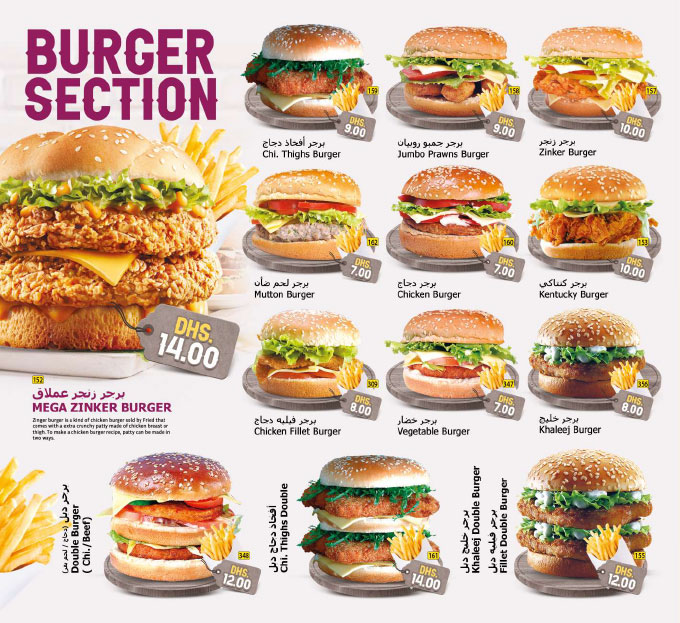 BURGER
SECTION
DHS.
14.00
152
برجر زنجر عملاق
MEGA ZINKER BURGER
Zinger burger is a kind of chicken burger sold by Fried that
comes with a extra crunchy patty made of chicken breast or
thigh. To make a chicken burger recipe, patty can be made in
two ways.
159
DHS.
9.00
برجر أفخاذ دجاج
Chi. Thighs Burger
158
DHS.
9.00
برجر جمبو روبيان
Jumbo Prawns Burger
157
DHS.
10.00
برجر زنجر
Zinker Burger
162
DHS.
7.00
برجر لحم ضأن
Mutton Burger
160
DHS.
7.00
برجر دجاج
Chicken Burger
153
DHS.
10.00
برجر كنتاكي
Kentucky Burger
309
DHS.
8.00
برجر فيليه دجاج
Chicken Fillet Burger
347
DHS.
7.00
برجر خضار
Vegetable Burger
356
DHS.
8.00
برجر خليج
Khaleej Burger
برجر دبل (دجاج / لحم بقر)
Double Burger
( Chi./Beef)
348
DHS.
12.00
أفخاذ دجاج دبل
Chi. Thighs Double
161
DHS.
14.00
برجر خليج دبل
Khaleej Double Burger
برجر فيليه دبل
Fillet Double Burger
155
DHS.
12.00